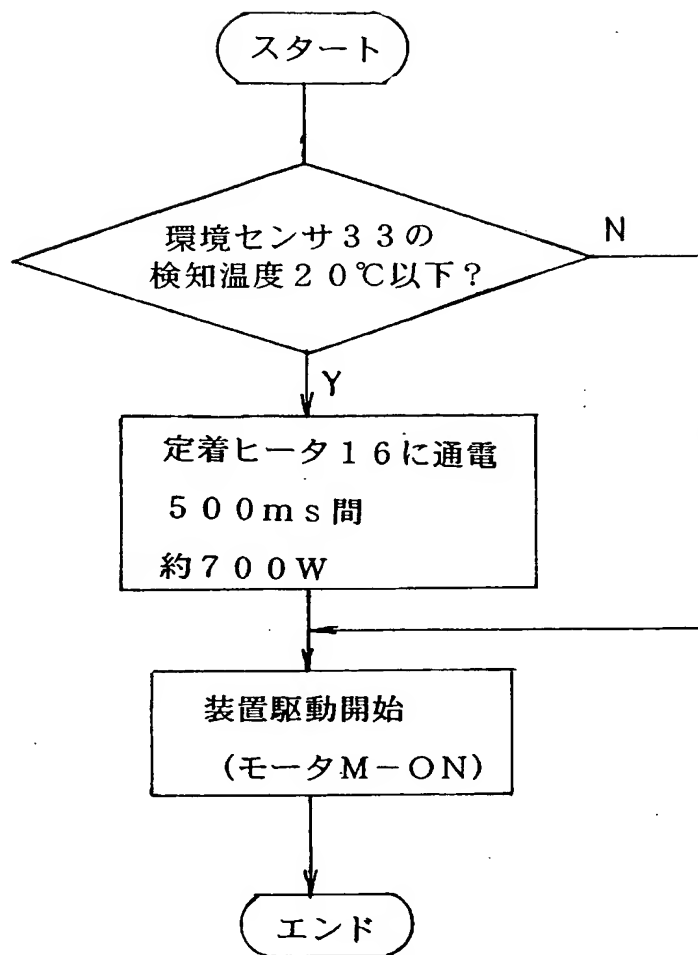 スタート
環境センサ３３の
検知温度２０℃以下？
N
Y
定着ヒータ１６に通電
５００ｍｓ間
約７００Ｗ
装置駆動開始
(モータＭ－ＯＮ)
エンド